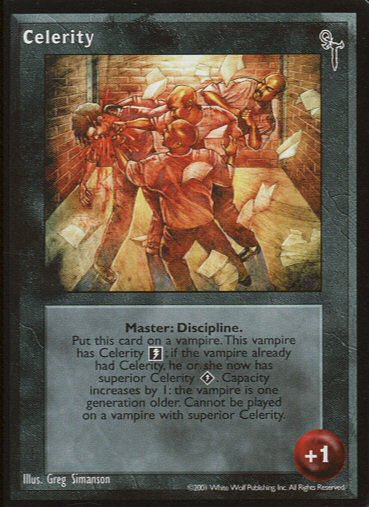 Celerity
Master: Discipline.
Put this card on a vampire. This vampire
has Celerity ; if the vampire already
had Celerity, he or she now has
superior Celerity . Capacity
increases by 1: the vampire is one
generation older. Cannot be played
on a vampire with superior Celerity.
+1
Illus. Greg Simanson
©2001 White Wolf Publishing, Inc. All Rights Reserved.